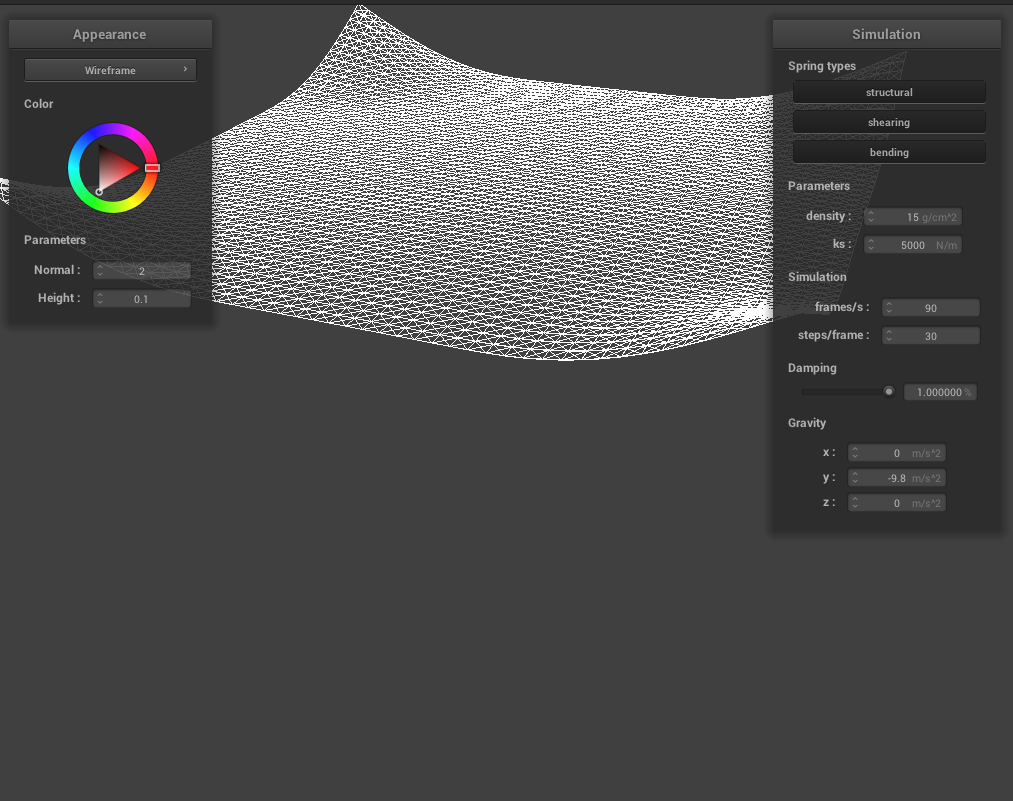 Appearance
Wireframe
Color
Parameters
Normal : 2
Height : 0.1
Simulation
Spring types
structural
shearing
bending
Parameters
density : 15 g/cm^2
ks : 5000 N/m
Simulation
frames/s : 90
steps/frame : 30
Damping
1.000000 %
Gravity
x : 0 m/s^2
y : -9.8 m/s^2
z : 0 m/s^2